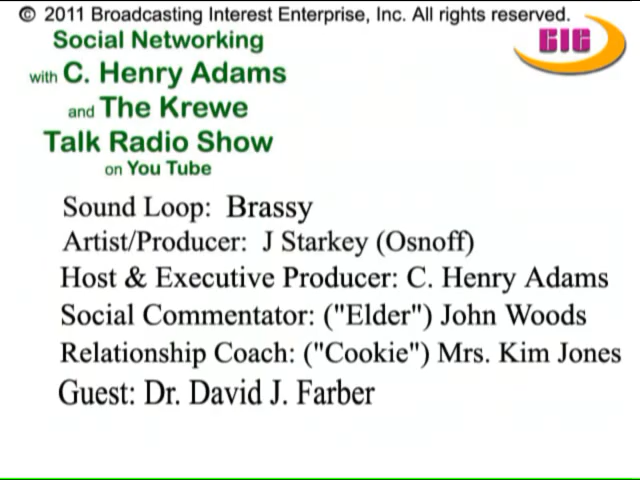 © 2011 Broadcasting Interest Enterprise, Inc. All rights reserved.
Social Networking
with C. Henry Adams
and The Krewe
Talk Radio Show
on You Tube
Sound Loop: Brassy
Artist/Producer: J Starkey (Osnoff)
Host & Executive Producer: C. Henry Adams
Social Commentator: ("Elder") John Woods
Relationship Coach: ("Cookie") Mrs. Kim Jones
Guest: Dr. David J. Farber